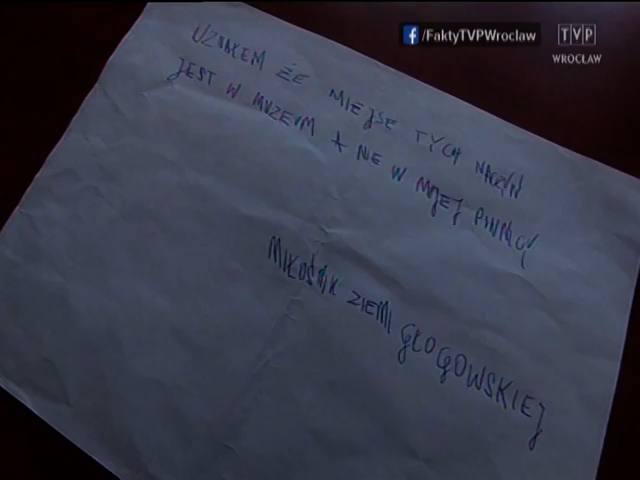 /FaktyTVPWroclaw
TVP
WROCŁAW
UZNAŁEM ŻE MIEJSE TYCH NACZYŃ
JEST W MUZEUM A NIE W MOJEJ PIWNICY
MIŁOŚNIK ZIEMI GŁOGOWSKIEJ